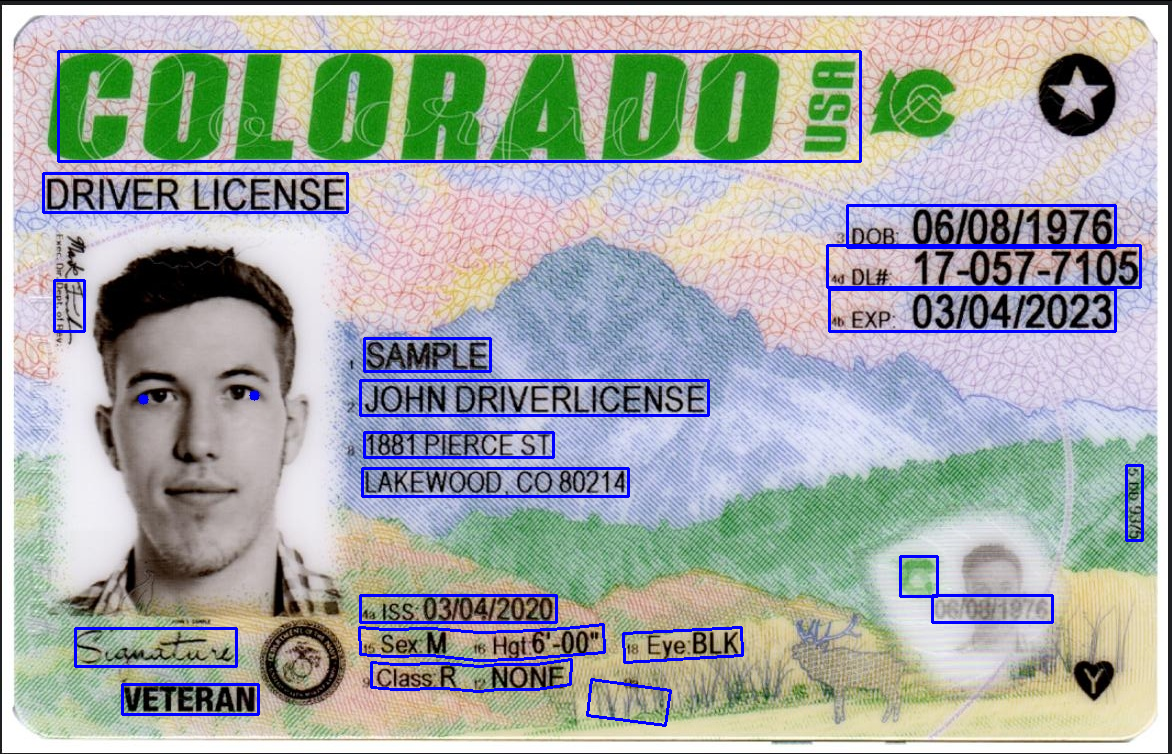 COLORADO USA
DRIVER LICENSE
3 DOB: 06/08/1976
4d DL#: 17-057-7105
4b EXP: 03/04/2023
1 SAMPLE
2 JOHN DRIVERLICENSE
8 1881 PIERCE ST
LAKEWOOD, CO 80214
4a ISS: 03/04/2020
15 Sex: M 16 Hgt: 6'-00" 18 Eye: BLK
9 Class: R 12 NONE
06/08/1976
Signature
VETERAN
Y